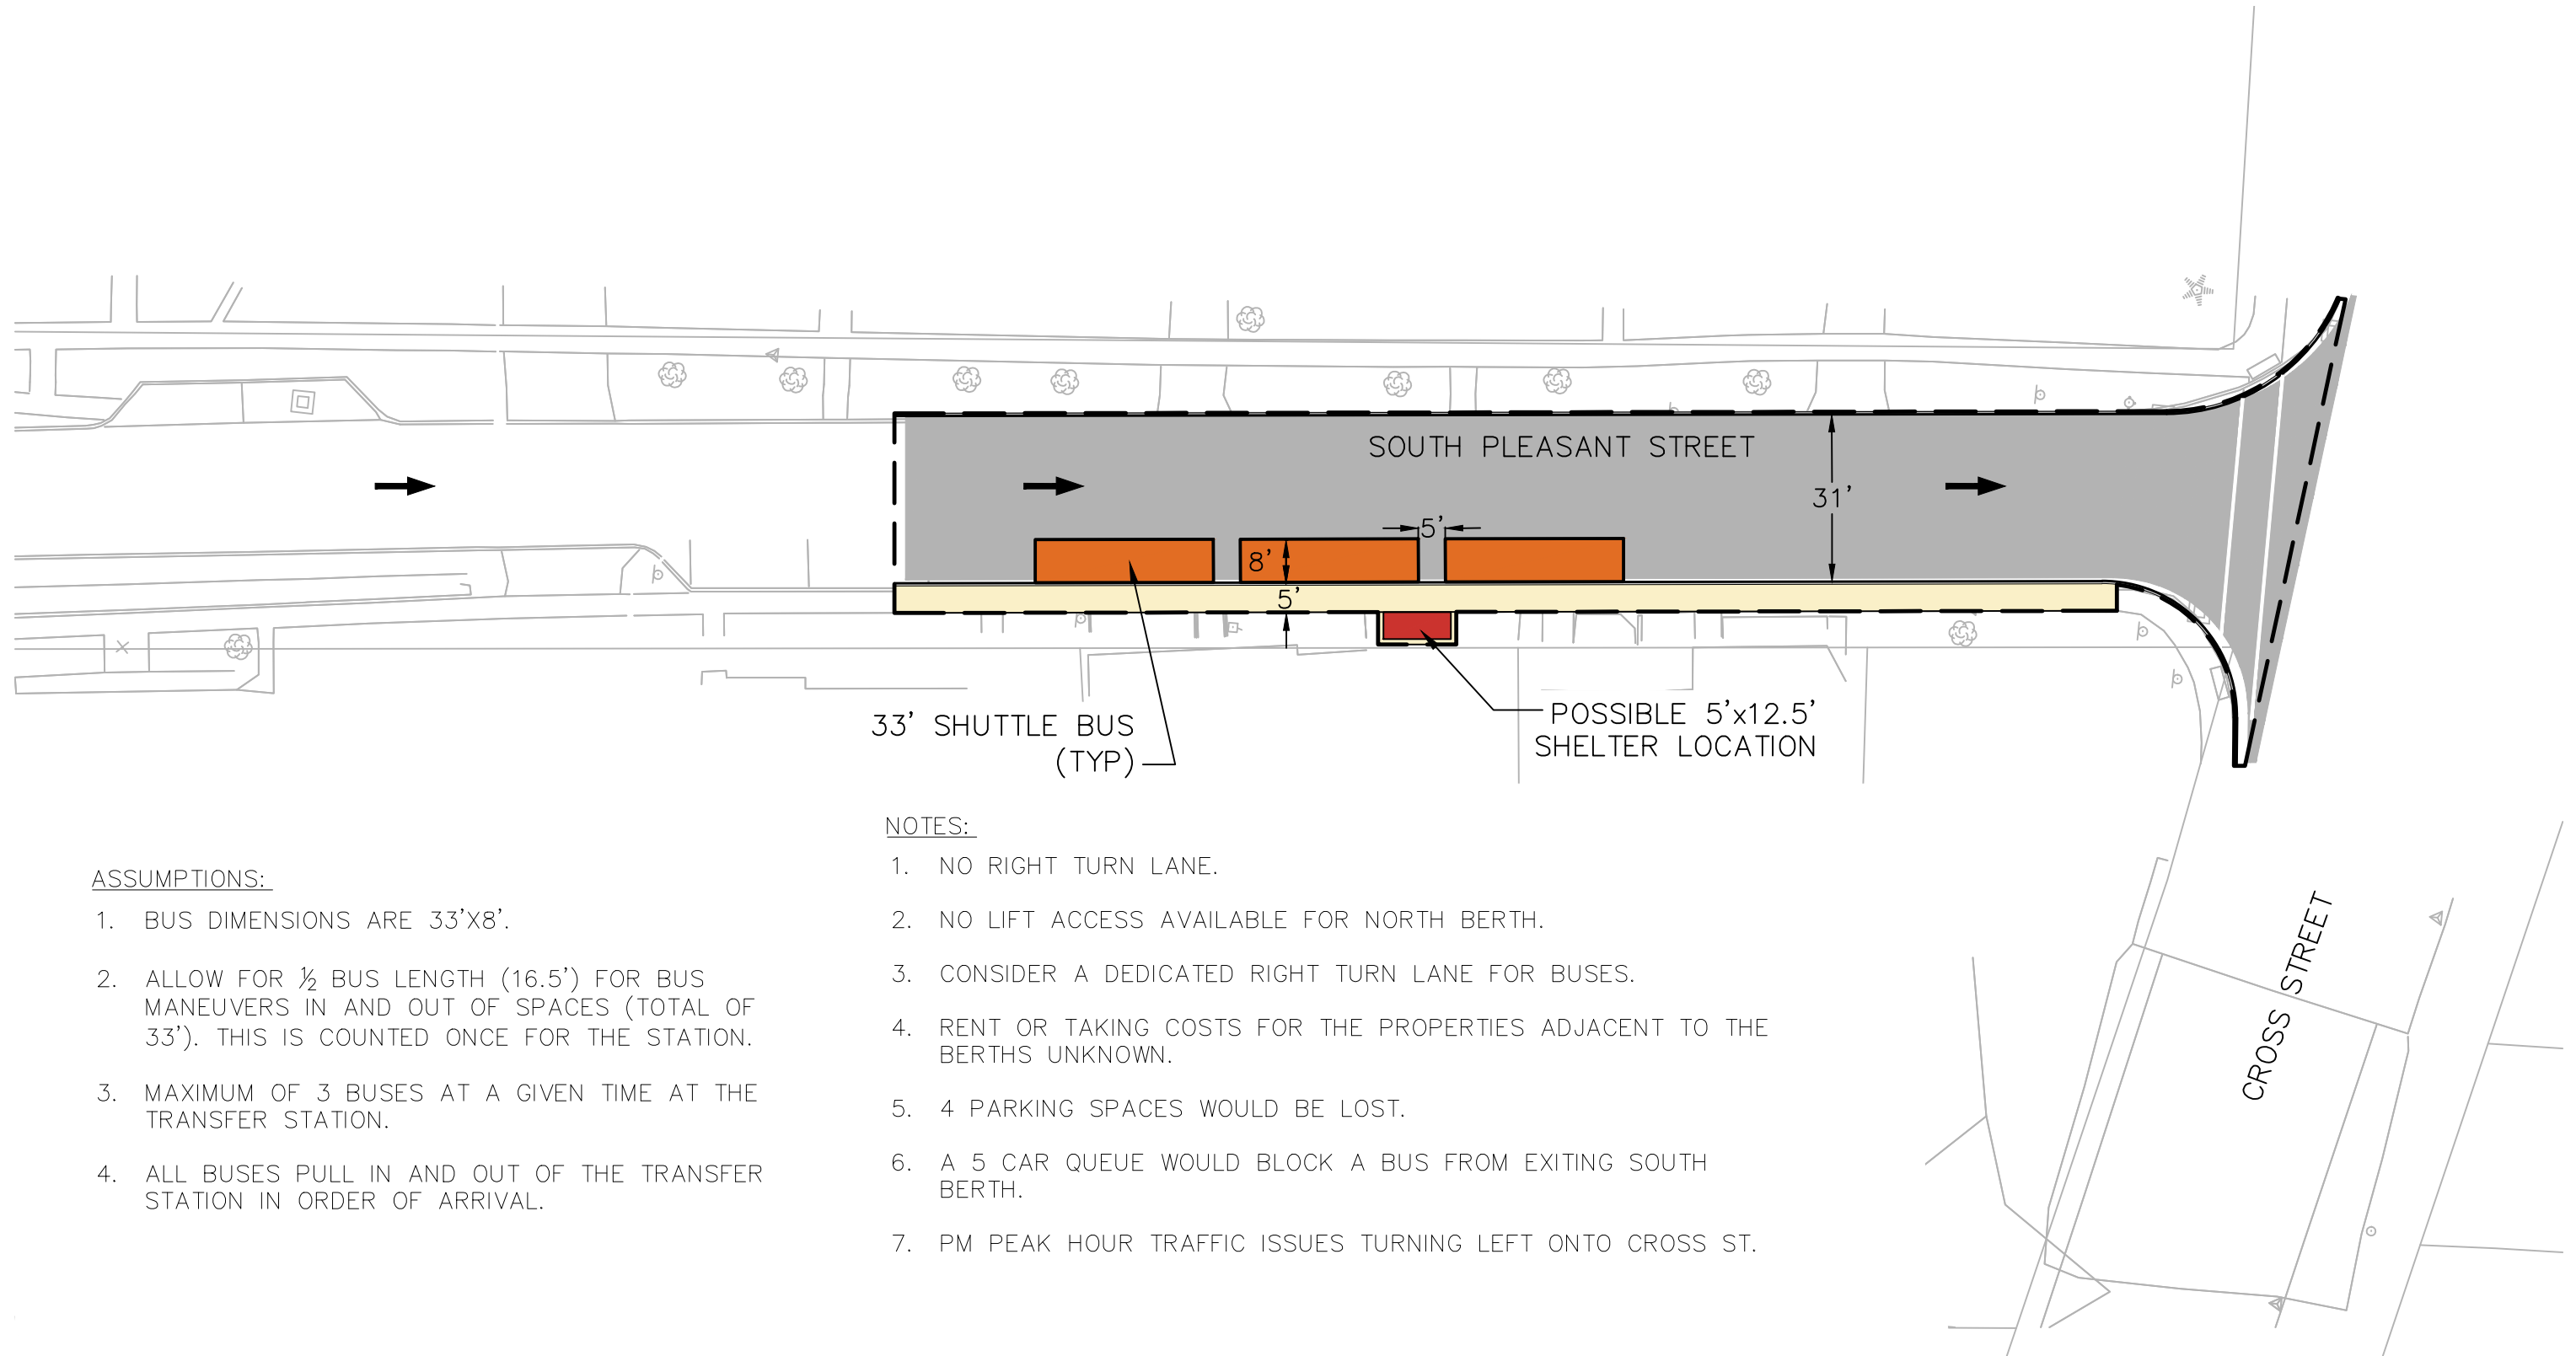 SOUTH PLEASANT STREET
31'
5'
8'
5'
33' SHUTTLE BUS
(TYP)
POSSIBLE 5'x12.5'
SHELTER LOCATION
CROSS STREET
ASSUMPTIONS:
1. BUS DIMENSIONS ARE 33'X8'.
2. ALLOW FOR ½ BUS LENGTH (16.5') FOR BUS
MANEUVERS IN AND OUT OF SPACES (TOTAL OF
33'). THIS IS COUNTED ONCE FOR THE STATION.
3. MAXIMUM OF 3 BUSES AT A GIVEN TIME AT THE
TRANSFER STATION.
4. ALL BUSES PULL IN AND OUT OF THE TRANSFER
STATION IN ORDER OF ARRIVAL.
NOTES:
1. NO RIGHT TURN LANE.
2. NO LIFT ACCESS AVAILABLE FOR NORTH BERTH.
3. CONSIDER A DEDICATED RIGHT TURN LANE FOR BUSES.
4. RENT OR TAKING COSTS FOR THE PROPERTIES ADJACENT TO THE
BERTHS UNKNOWN.
5. 4 PARKING SPACES WOULD BE LOST.
6. A 5 CAR QUEUE WOULD BLOCK A BUS FROM EXITING SOUTH
BERTH.
7. PM PEAK HOUR TRAFFIC ISSUES TURNING LEFT ONTO CROSS ST.